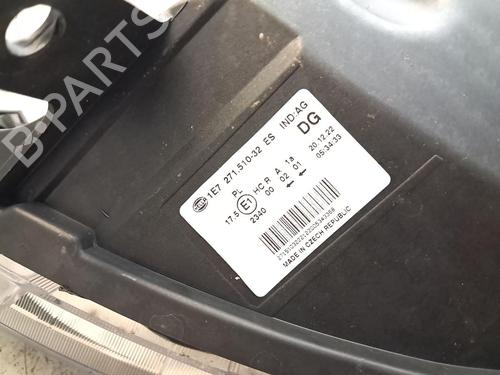 1E7 271.510-32 ES IND:AG
DG
PL HC R A 1a 20.12.22
17.5 E1 00 02 01 05:34:33
2340 ← ←
MADE IN CZECH REPUBLIC